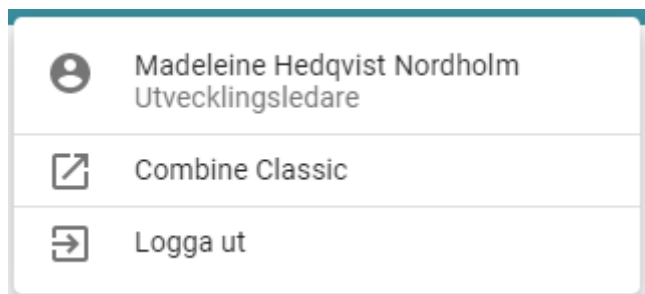 Madeleine Hedqvist Nordholm
Utvecklingsledare
Combine Classic
Logga ut